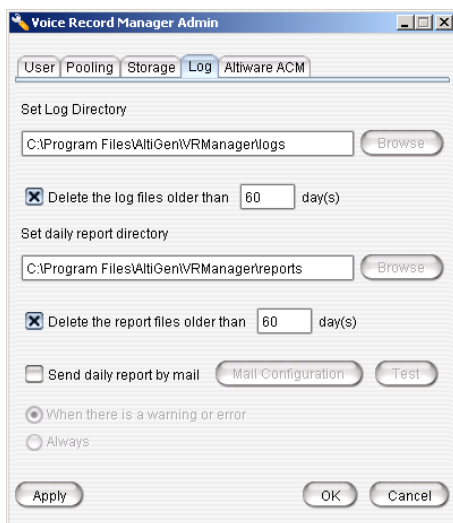 Voice Record Manager Admin
User Pooling Storage Log Altiware ACM
Set Log Directory
C:\Program Files\AltiGen\VRManager\logs Browse
Delete the log files older than 60 day(s)
Set daily report directory
C:\Program Files\AltiGen\VRManager\reports Browse
Delete the report files older than 60 day(s)
Send daily report by mail Mail Configuration Test
When there is a warning or error
Always
Apply OK Cancel